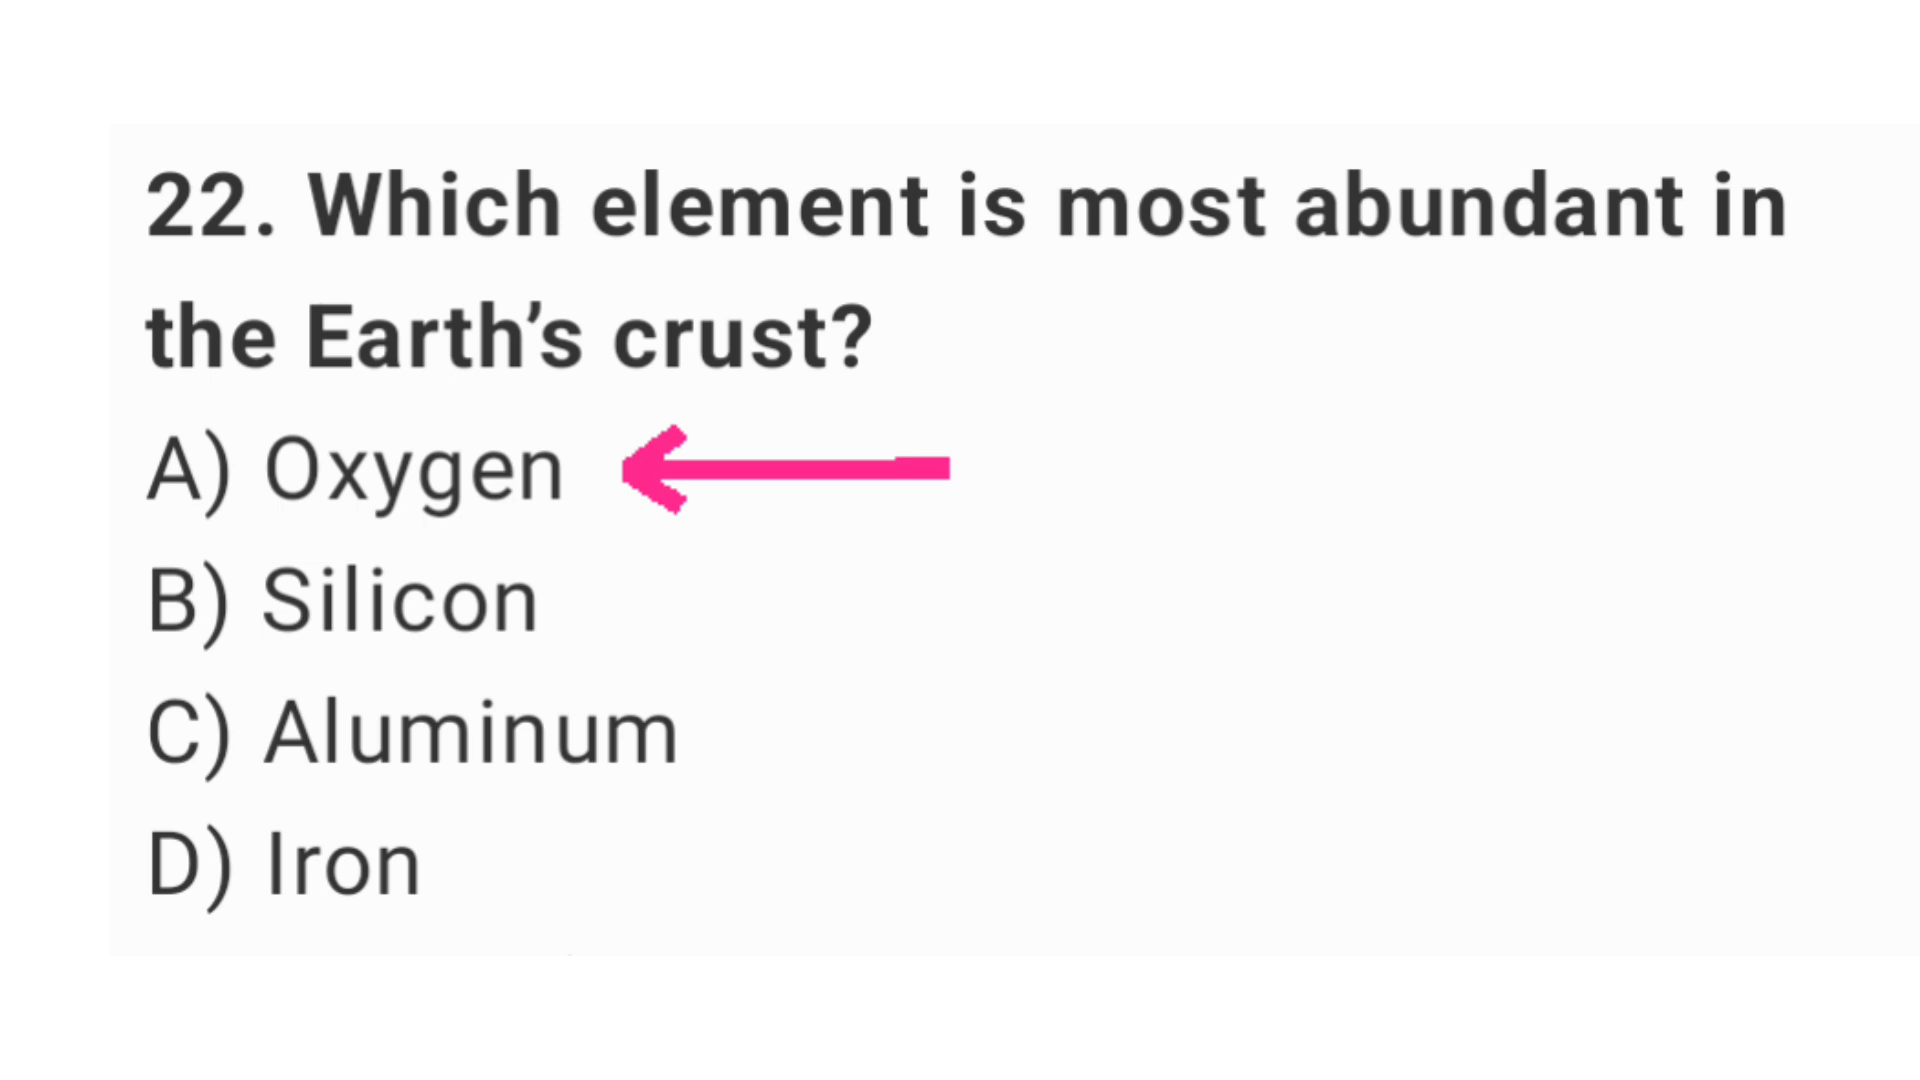 22. Which element is most abundant in
the Earth’s crust?
A) Oxygen
B) Silicon
C) Aluminum
D) Iron